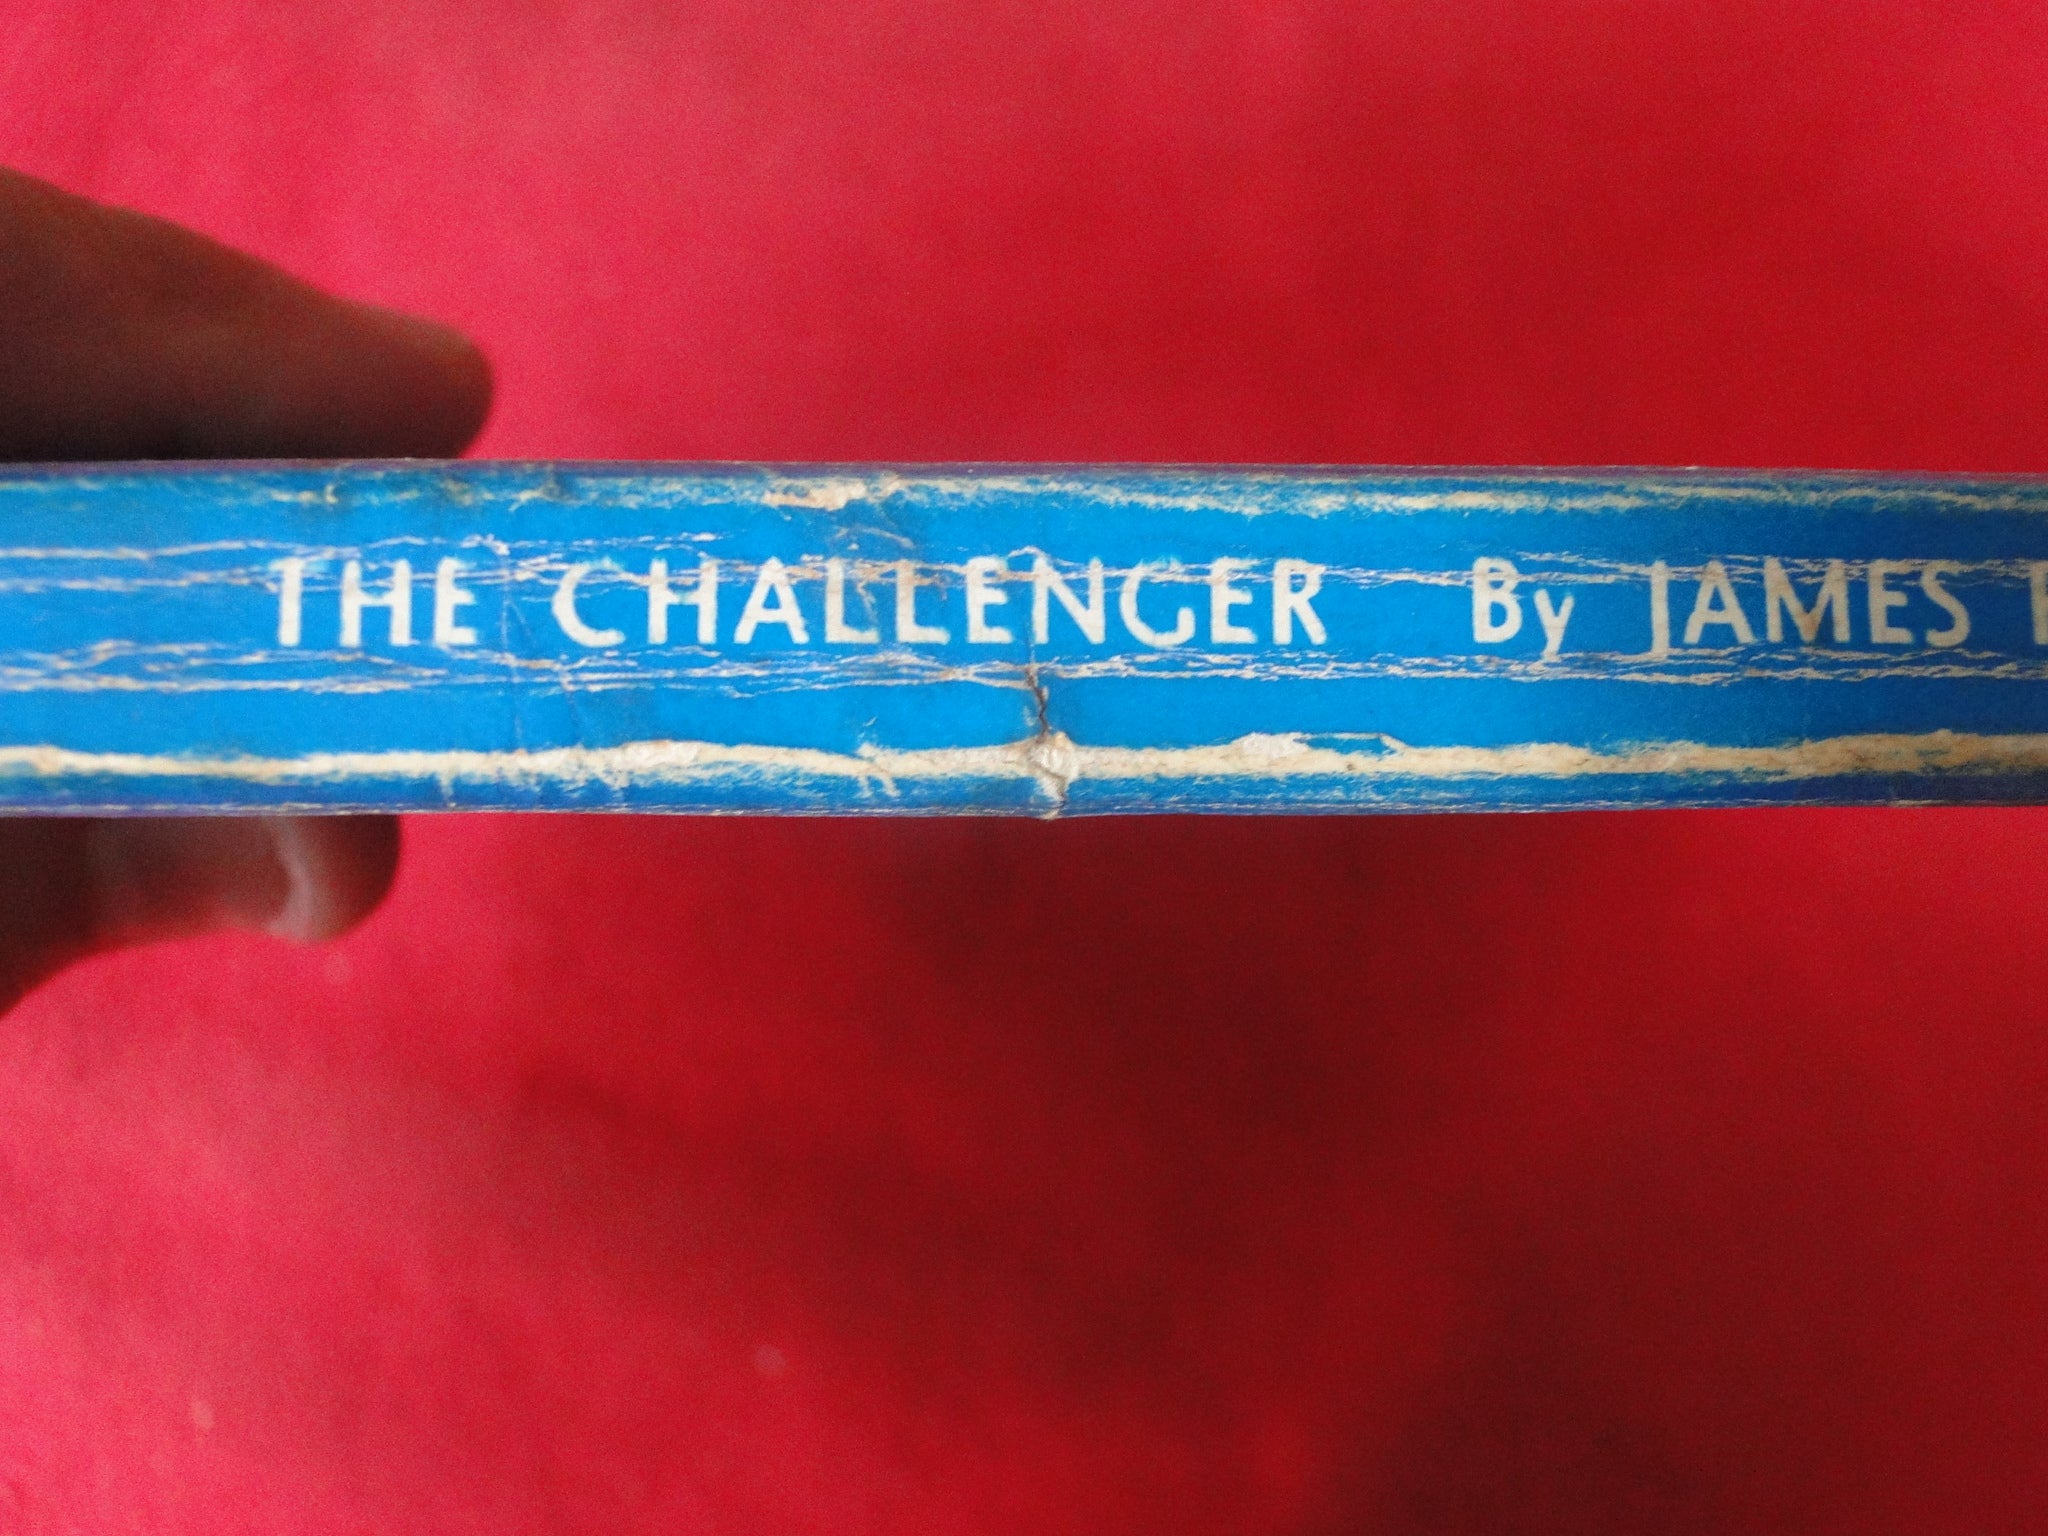 THE CHALLENGER By JAMES